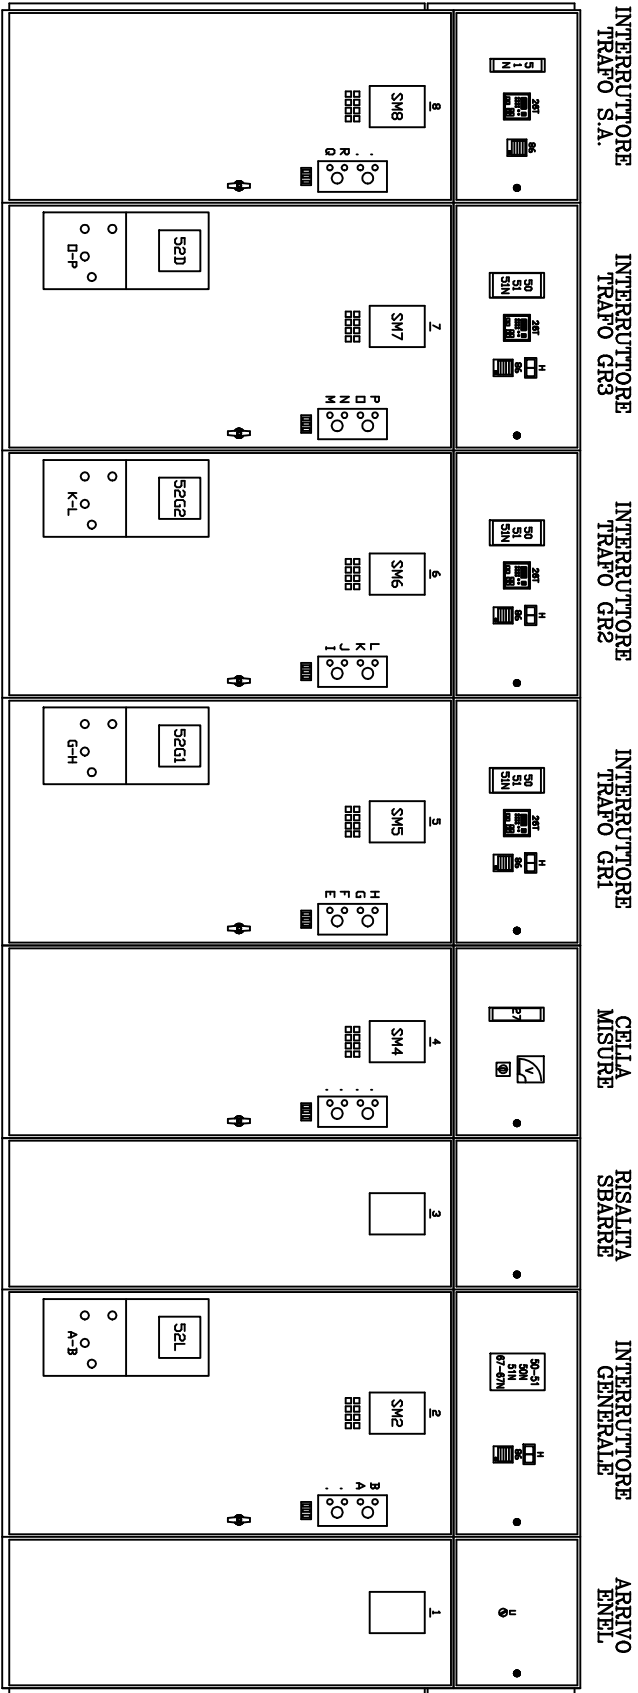 INTERRUTTORE
TRAFO S.A.
5 1
N
26T
86
8
SM8
.
.
R
Q
INTERRUTTORE
TRAFO GR3
50
51
51N
26T
H
86
7
SM7
P
O
N
M
52D
O-P
INTERRUTTORE
TRAFO GR2
50
51
51N
26T
H
86
6
SM6
L
K
J
I
52G2
K-L
INTERRUTTORE
TRAFO GR1
50
51
51N
26T
H
86
5
SM5
H
G
F
E
52G1
G-H
CELLA
MISURE
27
V
4
SM4
.
.
.
.
RISALITA
SBARRE
3
INTERRUTTORE
GENERALE
50-51
50N
51N
67-67N
H
86
2
SM2
B
A
.
.
52L
A-B
ARRIVO
ENEL
U
1